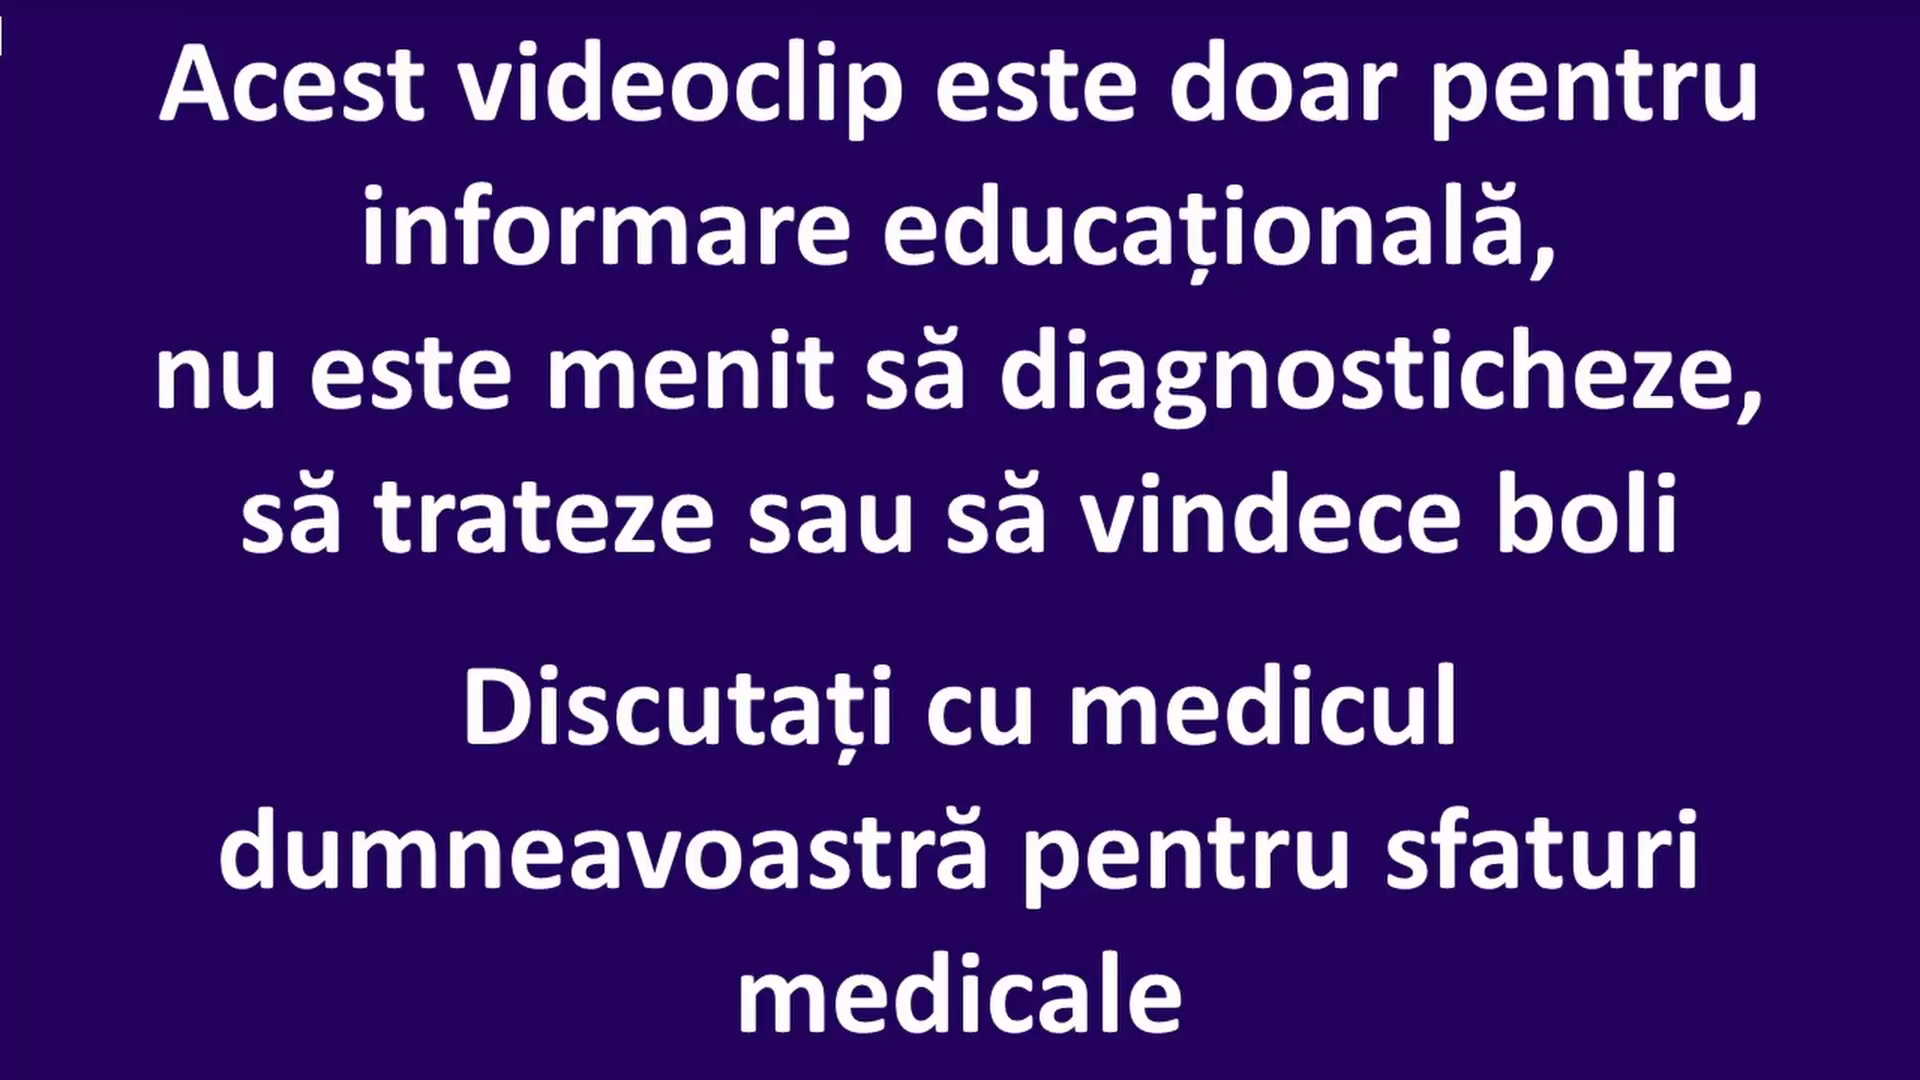 Acest videoclip este doar pentru
informare educațională,
nu este menit să diagnosticheze,
să trateze sau să vindece boli
Discutați cu medicul
dumneavoastră pentru sfaturi
medicale